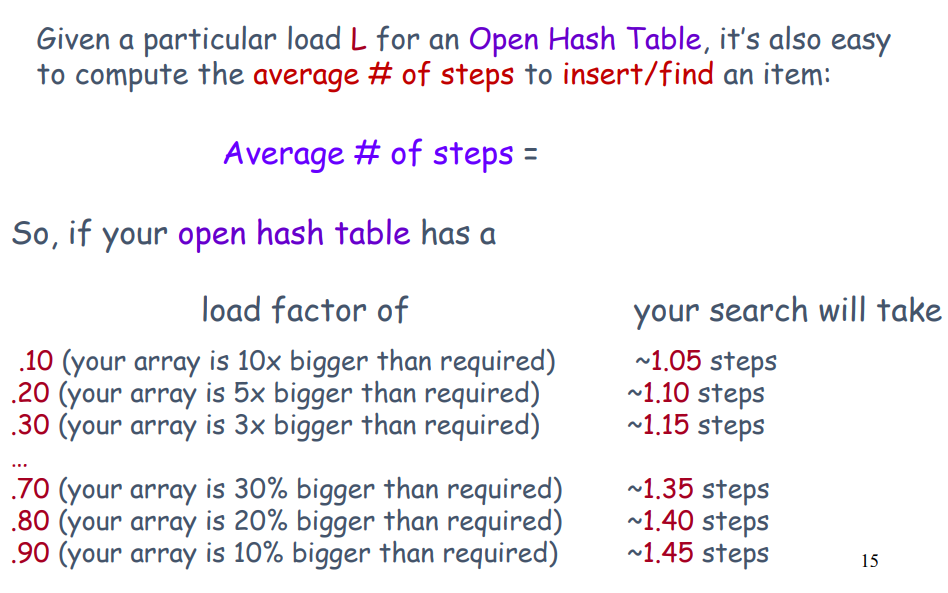 Given a particular load L for an Open Hash Table, it's also easy
to compute the average # of steps to insert/find an item:
Average # of steps =
So, if your open hash table has a
load factor of your search will take
.10 (your array is 10x bigger than required) ~1.05 steps
.20 (your array is 5x bigger than required) ~1.10 steps
.30 (your array is 3x bigger than required) ~1.15 steps
...
.70 (your array is 30% bigger than required) ~1.35 steps
.80 (your array is 20% bigger than required) ~1.40 steps
.90 (your array is 10% bigger than required) ~1.45 steps
15